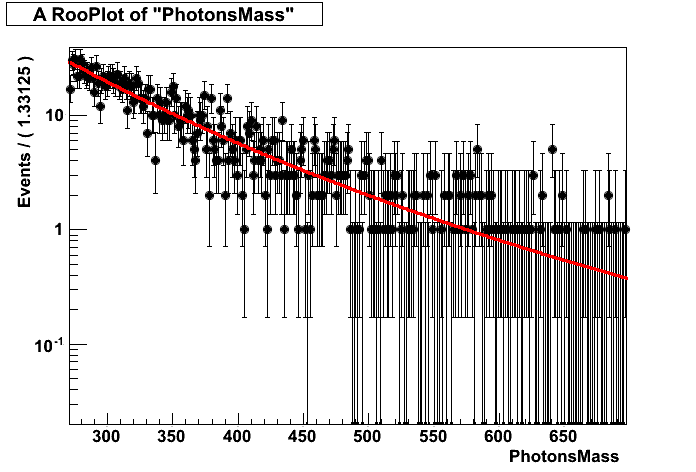 A RooPlot of "PhotonsMass"
Events / ( 1.33125 )
10
1
10-1
300 350 400 450 500 550 600 650
PhotonsMass